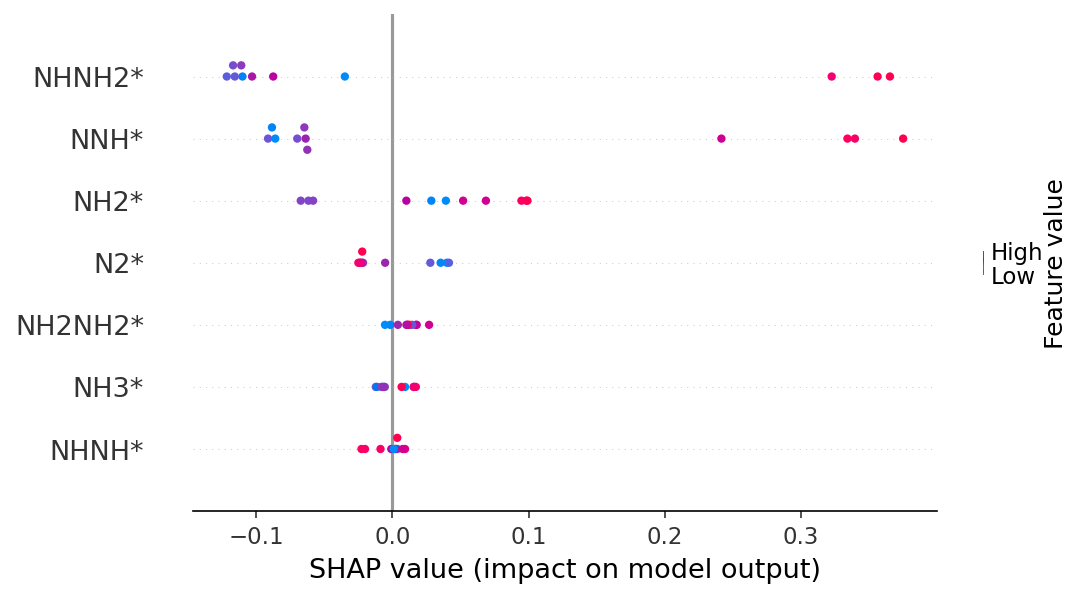 NHNH2*
NNH*
NH2*
N2*
NH2NH2*
NH3*
NHNH*
−0.1 0.0 0.1 0.2 0.3
SHAP value (impact on model output)
High
Low
Feature value